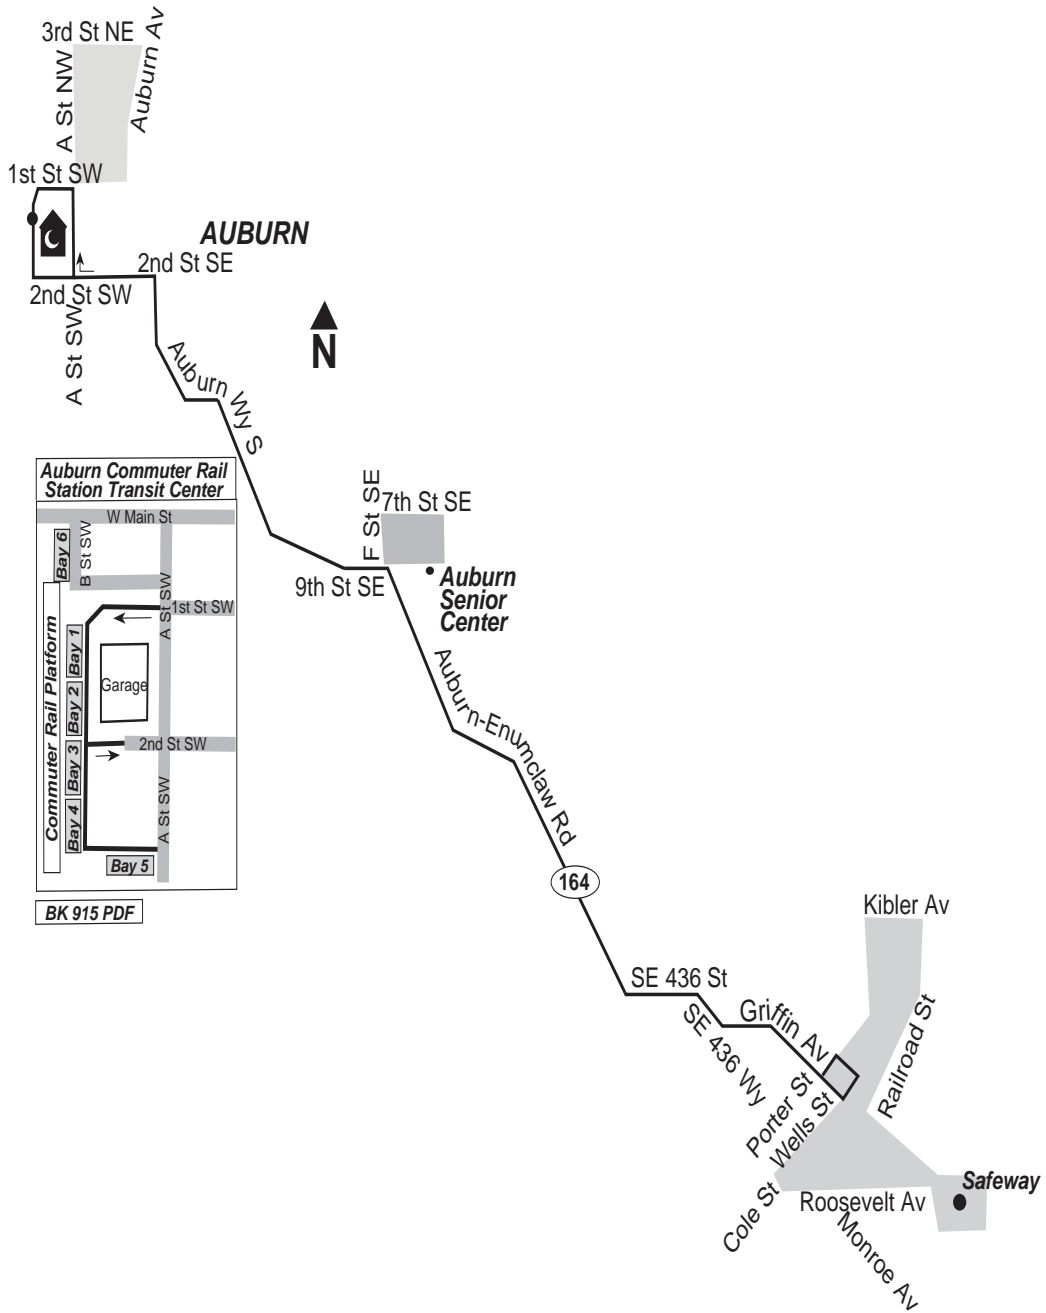 3rd St NE
A St NW
Auburn Av
1st St SW
AUBURN
2nd St SE
2nd St SW
A St SW
N
Auburn Wy S
Auburn Commuter Rail
Station Transit Center
W Main St
Bay 6
B St SW
A St SW
1st St SW
Commuter Rail Platform
Bay 1
Garage
Bay 2
2nd St SW
Bay 3
Bay 4
A St SW
Bay 5
BK 915 PDF
F St SE
7th St SE
9th St SE
Auburn
Senior
Center
Auburn-Enumclaw Rd
164
Kibler Av
SE 436 St
SE 436 Wy
Griffin Av
Railroad St
Porter St
Wells St
Cole St
Safeway
Roosevelt Av
Monroe Av